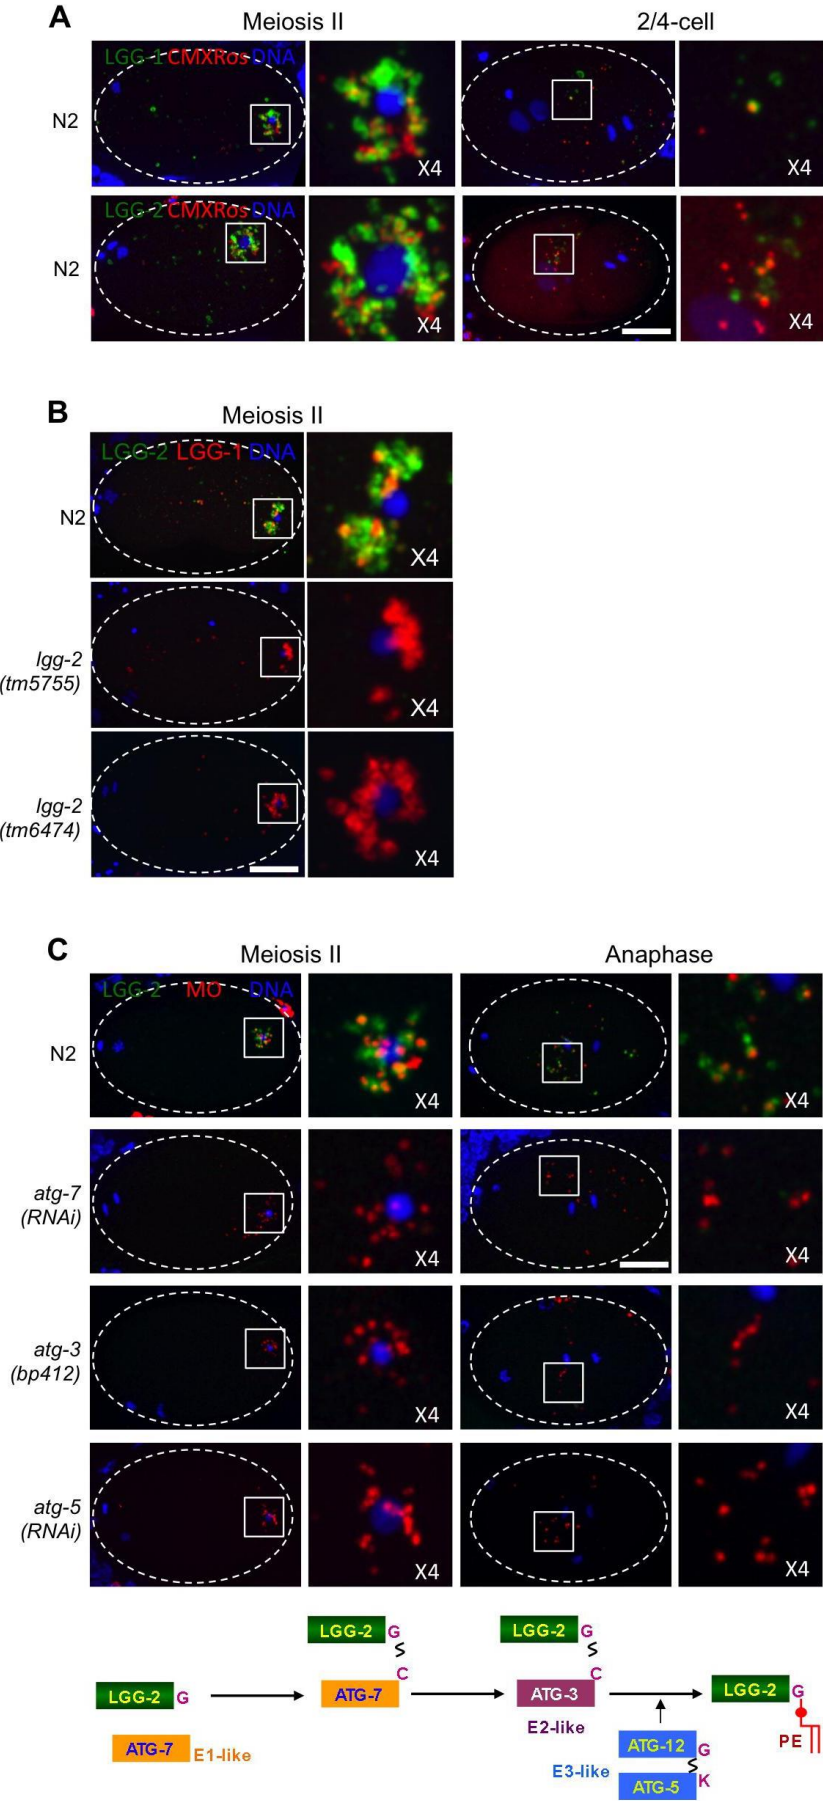 A
Meiosis II 2/4-cell
LGG-1 CMXRos DNA
N2
X4 X4
LGG-2 CMXRos DNA
N2
X4 X4
B
Meiosis II
LGG-2 LGG-1 DNA
N2
X4
lgg-2
(tm5755)
X4
lgg-2
(tm6474)
X4
C
Meiosis II Anaphase
LGG-2 MO DNA
N2
X4 X4
atg-7
(RNAi)
X4 X4
atg-3
(bp412)
X4 X4
atg-5
(RNAi)
X4 X4
LGG-2 G LGG-2 G
C C
LGG-2 G ATG-7 ATG-3 LGG-2 G
E2-like
ATG-7 E1-like ATG-12 G PE
E3-like
ATG-5 K